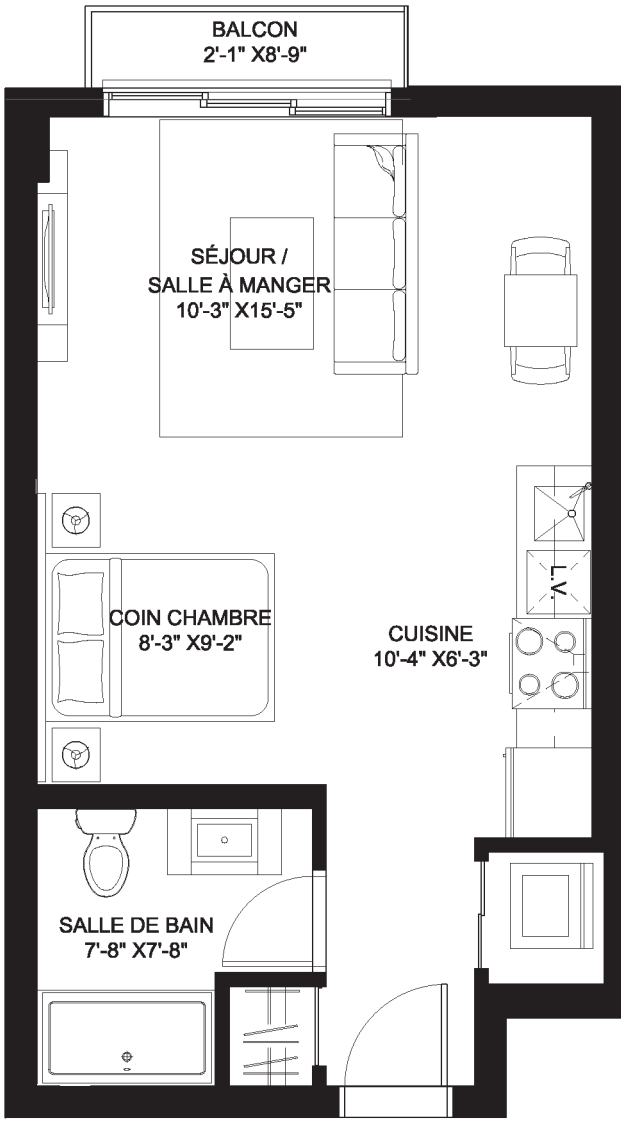 BALCON
2'-1" X8'-9"
SÉJOUR /
SALLE À MANGER
10'-3" X15'-5"
L.V.
COIN CHAMBRE
8'-3" X9'-2"
CUISINE
10'-4" X6'-3"
SALLE DE BAIN
7'-8" X7'-8"